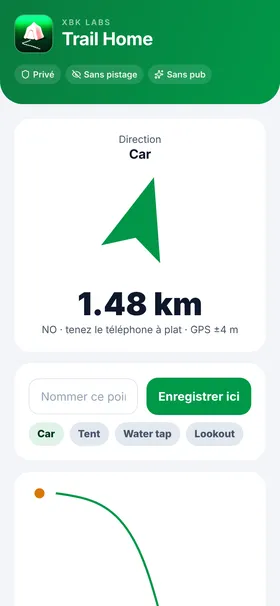 XBK LABS
Trail Home
Privé
Sans pistage
Sans pub
Direction
Car
1.48 km
NO · tenez le téléphone à plat · GPS ±4 m
Nommer ce poi
Enregistrer ici
Car
Tent
Water tap
Lookout